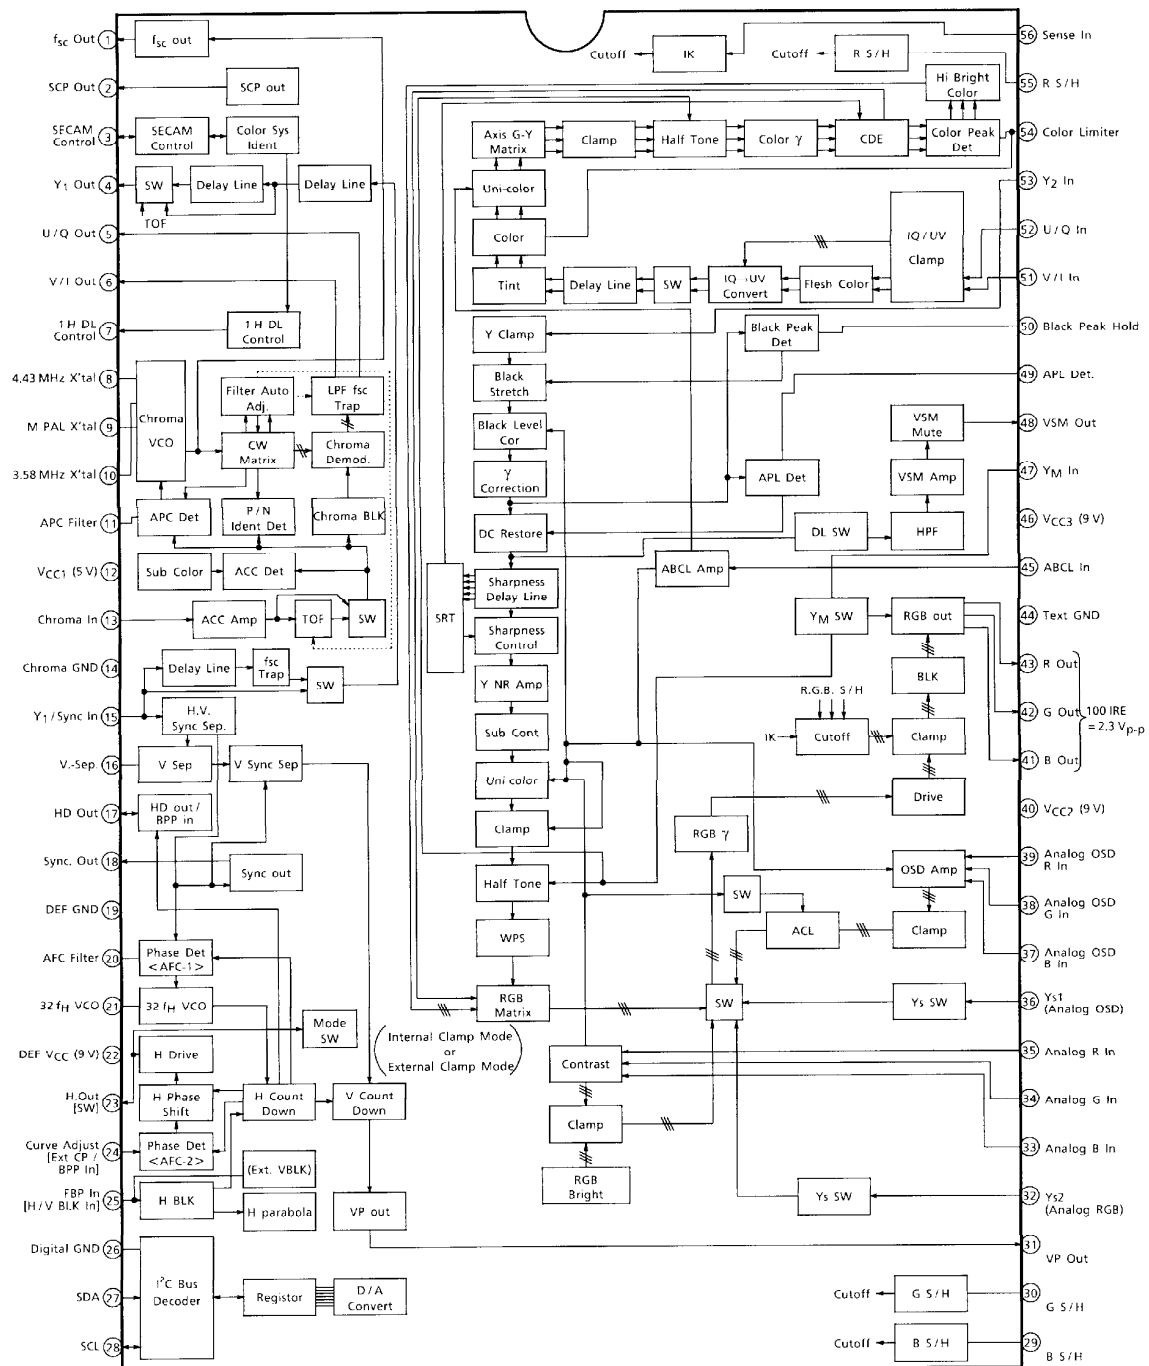 fsc Out 1
fsc out
SCP Out 2
SCP out
SECAM
Control 3
SECAM
Control
Color Sys
Ident
Y1 Out 4
SW
Delay Line
Delay Line
TOF
U/Q Out 5
V/I Out 6
1H DL
Control 7
1H DL
Control
4.43 MHz X'tal 8
M PAL X'tal 9
3.58 MHz X'tal 10
Chroma
VCO
Filter Auto
Adj.
LPF fsc
Trap
CW
Matrix
Chroma
Demod.
APC Filter 11
APC Det
P/N
Ident Det
Chroma BLK
VCC1 (5 V) 12
Sub Color
ACC Det
Chroma In 13
ACC Amp
TOF
SW
Chroma GND 14
Delay Line
fsc
Trap
SW
Y1/Sync In 15
H.V.
Sync Sep.
V.-Sep. 16
V Sep
V Sync Sep
HD Out 17
HD out/
BPP in
Sync. Out 18
Sync out
DEF GND 19
AFC Filter 20
Phase Det
<AFC-1>
32 fH VCO 21
32 fH VCO
Mode
SW
DEF VCC (9 V) 22
H Drive
H.Out
[SW] 23
H Phase
Shift
H Count
Down
V Count
Down
Curve Adjust
[Ext CP/
BPP In] 24
Phase Det
<AFC-2>
FBP In
[H/V BLK In] 25
H BLK
(Ext. VBLK)
H parabola
VP out
Digital GND 26
SDA 27
SCL 28
I2C Bus
Decoder
Registor
D/A
Convert
Cutoff
IK
Cutoff
R S/H
56 Sense In
55 R S/H
Hi Bright
Color
Axis G-Y
Matrix
Clamp
Half Tone
Color γ
CDE
Color Peak
Det
54 Color Limiter
Uni-color
53 Y2 In
Color
IQ/UV
Clamp
52 U/Q In
Tint
Delay Line
SW
IQ→UV
Convert
Flesh Color
51 V/I In
Y Clamp
Black Peak
Det
50 Black Peak Hold
Black
Stretch
49 APL Det.
Black Level
Cor
VSM
Mute
48 VSM Out
γ
Correction
APL Det
VSM Amp
47 YM In
DC Restore
DL SW
HPF
46 VCC3 (9 V)
SRT
Sharpness
Delay Line
ABCL Amp
45 ABCL In
Sharpness
Control
YM SW
RGB out
44 Text GND
Y NR Amp
BLK
43 R Out
R.G.B. S/H
Sub Cont
IK
Cutoff
Clamp
42 G Out
100 IRE
= 2.3 Vp-p
Uni color
Drive
41 B Out
Clamp
RGB γ
40 VCC2 (9 V)
Half Tone
SW
OSD Amp
39 Analog OSD
R In
WPS
ACL
Clamp
38 Analog OSD
G In
37 Analog OSD
B In
RGB
Matrix
SW
Ys SW
36 Ys1
(Analog OSD)
(Internal Clamp Mode
or
External Clamp Mode)
Contrast
35 Analog R In
34 Analog G In
Clamp
33 Analog B In
RGB
Bright
Ys SW
32 Ys2
(Analog RGB)
31
VP Out
Cutoff
G S/H
30
G S/H
Cutoff
B S/H
29
B S/H